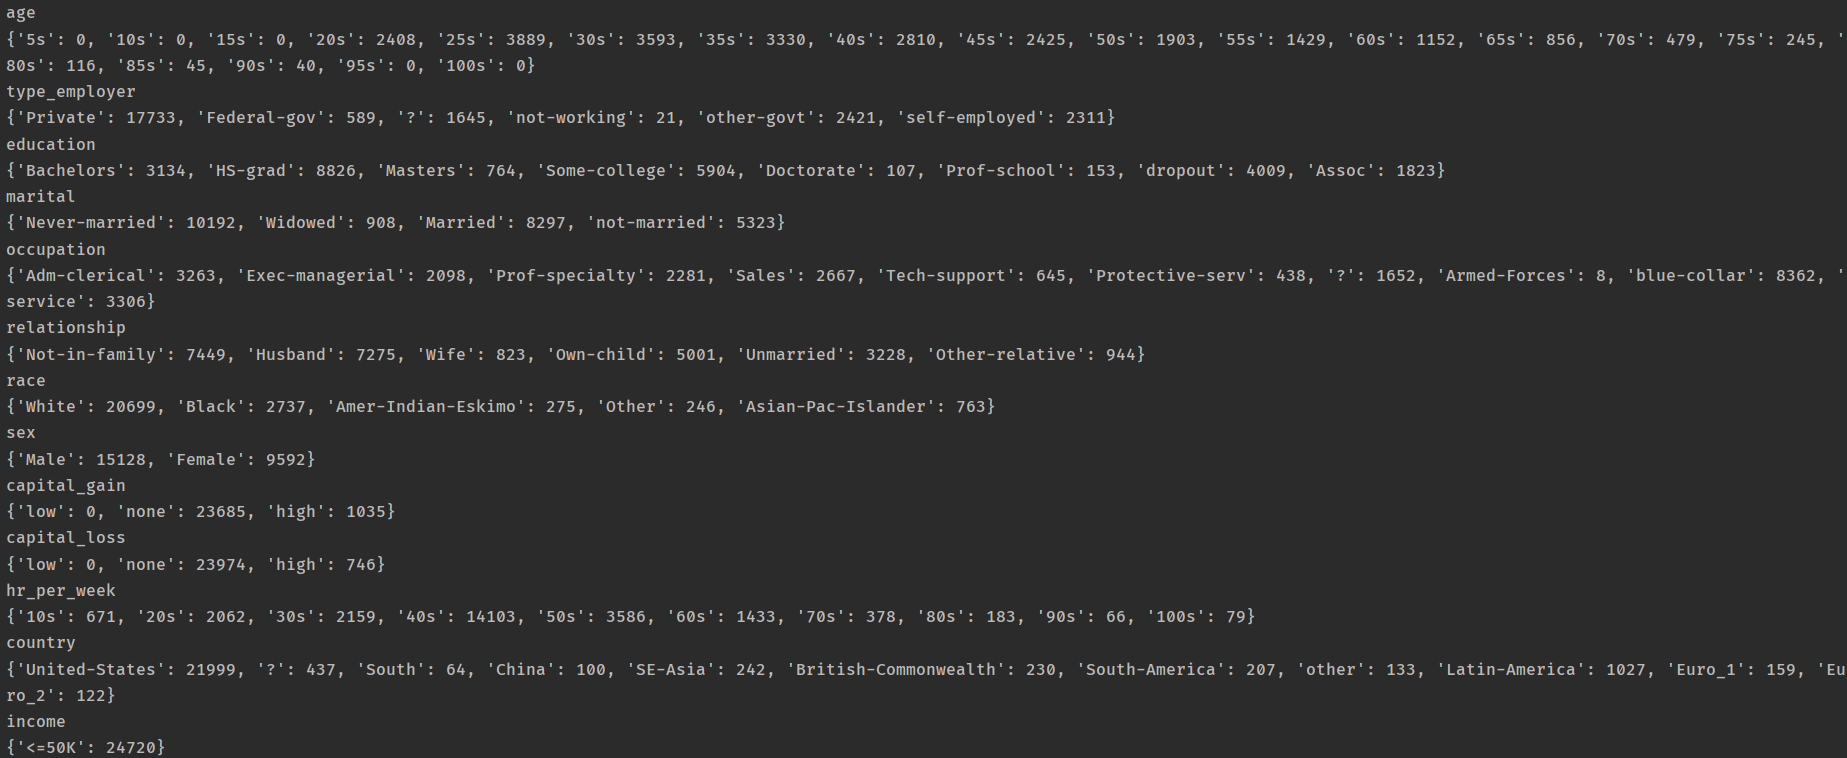 age
{'5s': 0, '10s': 0, '15s': 0, '20s': 2408, '25s': 3889, '30s': 3593, '35s': 3330, '40s': 2810, '45s': 2425, '50s': 1903, '55s': 1429, '60s': 1152, '65s': 856, '70s': 479, '75s': 245, '
80s': 116, '85s': 45, '90s': 40, '95s': 0, '100s': 0}
type_employer
{'Private': 17733, 'Federal-gov': 589, '?': 1645, 'not-working': 21, 'other-govt': 2421, 'self-employed': 2311}
education
{'Bachelors': 3134, 'HS-grad': 8826, 'Masters': 764, 'Some-college': 5904, 'Doctorate': 107, 'Prof-school': 153, 'dropout': 4009, 'Assoc': 1823}
marital
{'Never-married': 10192, 'Widowed': 908, 'Married': 8297, 'not-married': 5323}
occupation
{'Adm-clerical': 3263, 'Exec-managerial': 2098, 'Prof-specialty': 2281, 'Sales': 2667, 'Tech-support': 645, 'Protective-serv': 438, '?': 1652, 'Armed-Forces': 8, 'blue-collar': 8362, '
service': 3306}
relationship
{'Not-in-family': 7449, 'Husband': 7275, 'Wife': 823, 'Own-child': 5001, 'Unmarried': 3228, 'Other-relative': 944}
race
{'White': 20699, 'Black': 2737, 'Amer-Indian-Eskimo': 275, 'Other': 246, 'Asian-Pac-Islander': 763}
sex
{'Male': 15128, 'Female': 9592}
capital_gain
{'low': 0, 'none': 23685, 'high': 1035}
capital_loss
{'low': 0, 'none': 23974, 'high': 746}
hr_per_week
{'10s': 671, '20s': 2062, '30s': 2159, '40s': 14103, '50s': 3586, '60s': 1433, '70s': 378, '80s': 183, '90s': 66, '100s': 79}
country
{'United-States': 21999, '?': 437, 'South': 64, 'China': 100, 'SE-Asia': 242, 'British-Commonwealth': 230, 'South-America': 207, 'other': 133, 'Latin-America': 1027, 'Euro_1': 159, 'Eu
ro_2': 122}
income
{'<=50K': 24720}